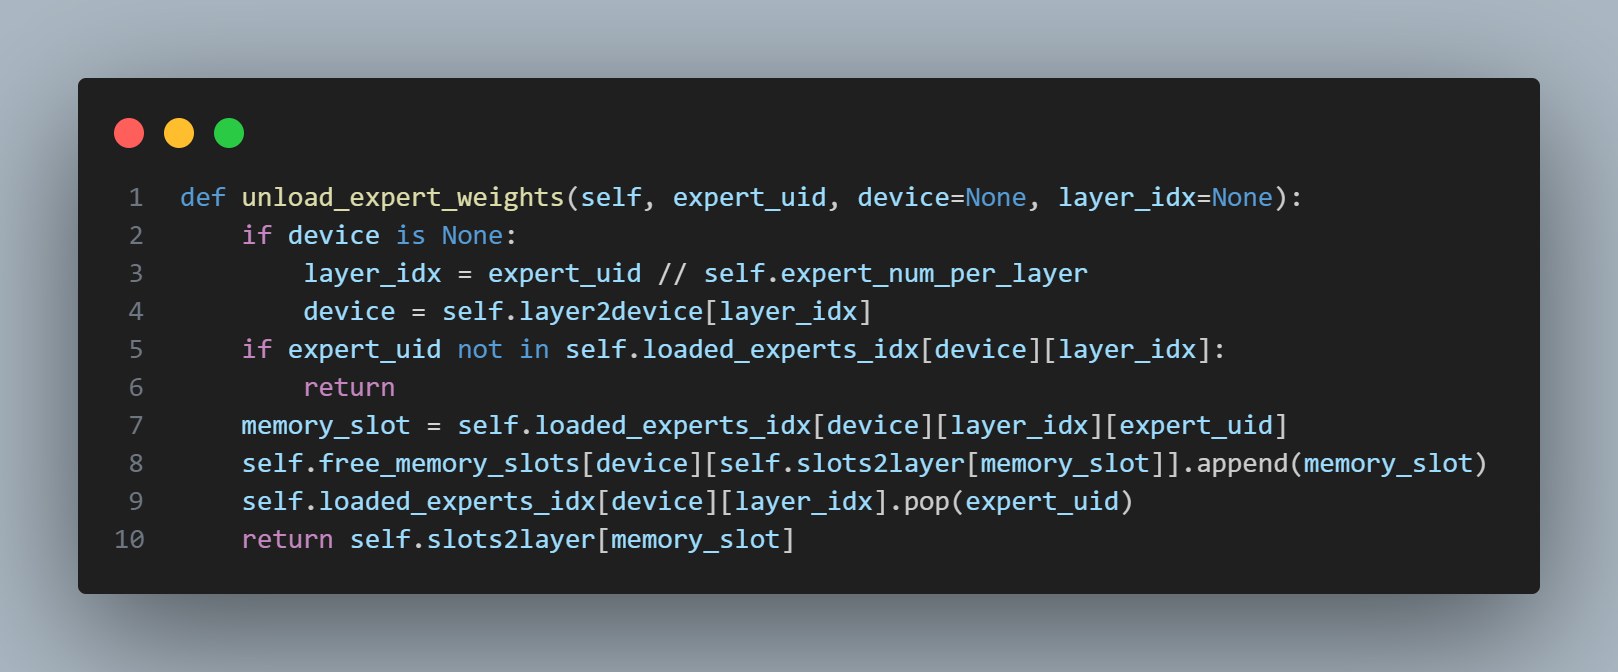 1 def unload_expert_weights(self, expert_uid, device=None, layer_idx=None):
2     if device is None:
3         layer_idx = expert_uid // self.expert_num_per_layer
4         device = self.layer2device[layer_idx]
5     if expert_uid not in self.loaded_experts_idx[device][layer_idx]:
6         return
7     memory_slot = self.loaded_experts_idx[device][layer_idx][expert_uid]
8     self.free_memory_slots[device][self.slots2layer[memory_slot]].append(memory_slot)
9     self.loaded_experts_idx[device][layer_idx].pop(expert_uid)
10     return self.slots2layer[memory_slot]